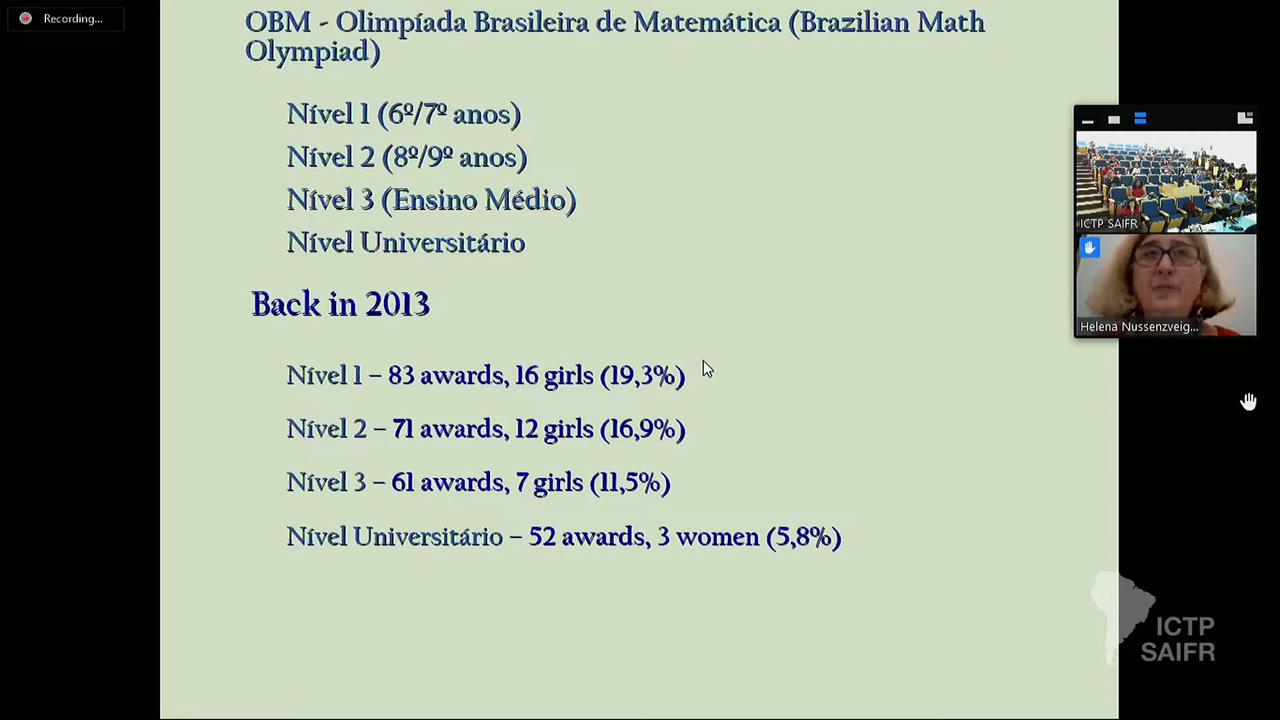 Recording...
OBM - Olimpíada Brasileira de Matemática (Brazilian Math
Olympiad)
Nível 1 (6º/7º anos)
Nível 2 (8º/9º anos)
Nível 3 (Ensino Médio)
Nível Universitário
Back in 2013
Nível 1 – 83 awards, 16 girls (19,3%)
Nível 2 – 71 awards, 12 girls (16,9%)
Nível 3 – 61 awards, 7 girls (11,5%)
Nível Universitário – 52 awards, 3 women (5,8%)
ICTP SAIFR
Helena Nussenzveig...
ICTP
SAIFR